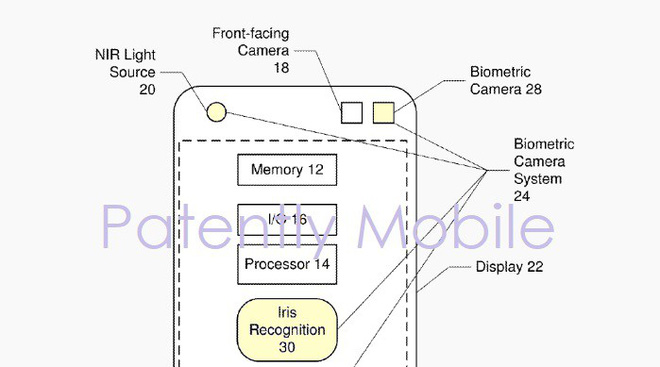 Front-facing
Camera
18
NIR Light
Source
20
Biometric
Camera 28
Biometric
Camera
System
24
Memory 12
I/O 16
Patently Mobile
Processor 14
Display 22
Iris
Recognition
30